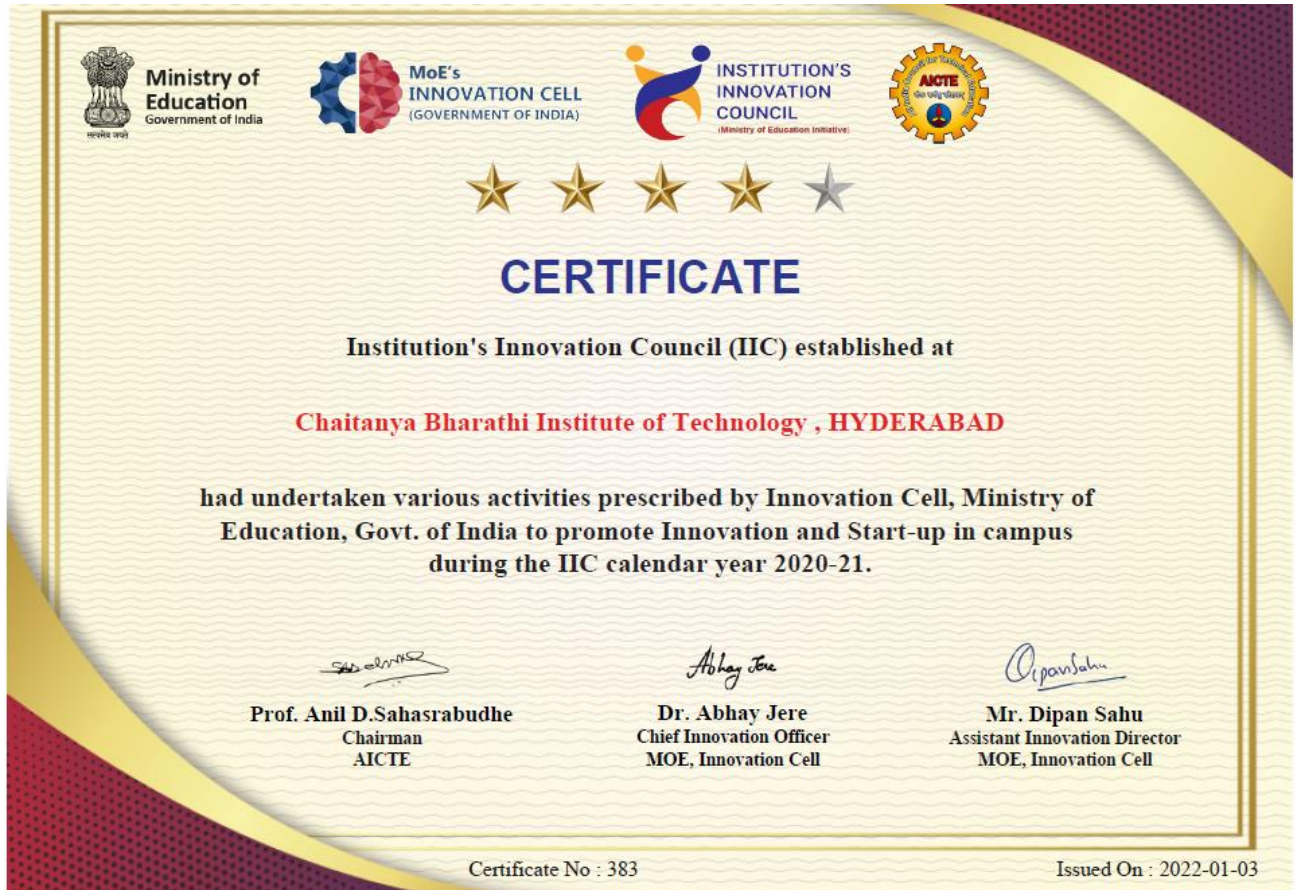 Ministry of
Education
Government of India
सत्यमेव जयते
MoE's
INNOVATION CELL
(GOVERNMENT OF INDIA)
INSTITUTION'S
INNOVATION
COUNCIL
(Ministry of Education Initiative)
AICTE
CERTIFICATE
Institution's Innovation Council (IIC) established at
Chaitanya Bharathi Institute of Technology , HYDERABAD
had undertaken various activities prescribed by Innovation Cell, Ministry of
Education, Govt. of India to promote Innovation and Start-up in campus
during the IIC calendar year 2020-21.
Abhay Jere
Dipan Sahu
Prof. Anil D.Sahasrabudhe
Chairman
AICTE
Dr. Abhay Jere
Chief Innovation Officer
MOE, Innovation Cell
Mr. Dipan Sahu
Assistant Innovation Director
MOE, Innovation Cell
Certificate No : 383
Issued On : 2022-01-03